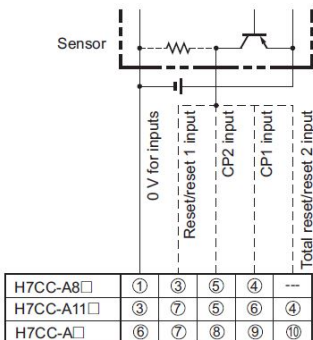 Sensor
0 V for inputs
Reset/reset 1 input
CP2 input
CP1 input
Total reset/reset 2 input
H7CC-A8□ ① ③ ⑤ ④ ---
H7CC-A11□ ③ ⑦ ⑤ ⑥ ④
H7CC-A□ ⑥ ⑦ ⑧ ⑨ ⑩